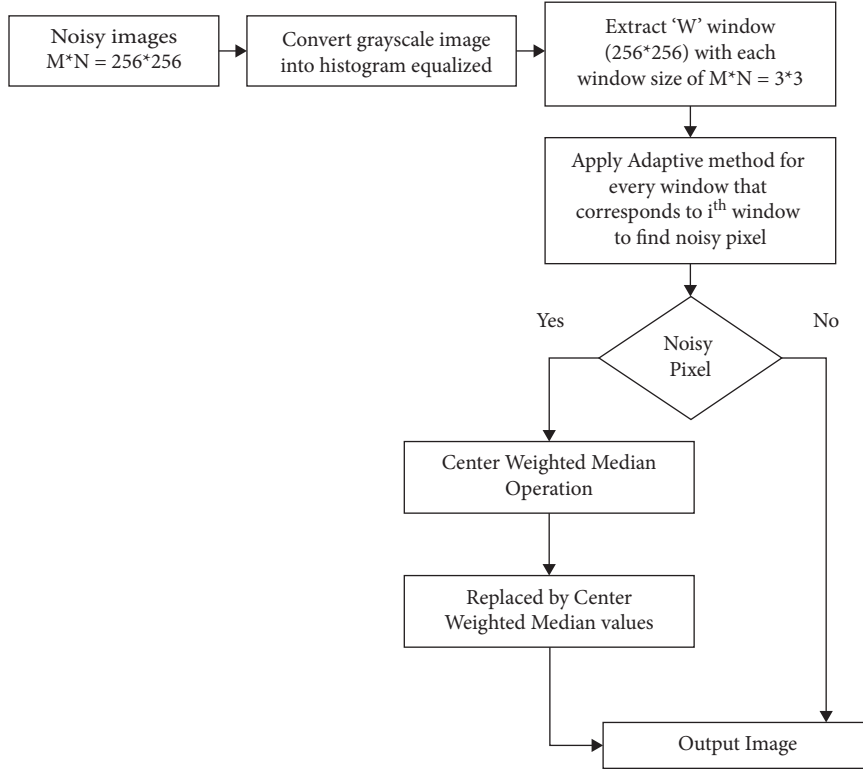 Noisy images
M*N = 256*256
Convert grayscale image
into histogram equalized
Extract ‘W’ window
(256*256) with each
window size of M*N = 3*3
Apply Adaptive method for
every window that
corresponds to iᵗʰ window
to find noisy pixel
Yes
No
Noisy
Pixel
Center Weighted Median
Operation
Replaced by Center
Weighted Median values
Output Image